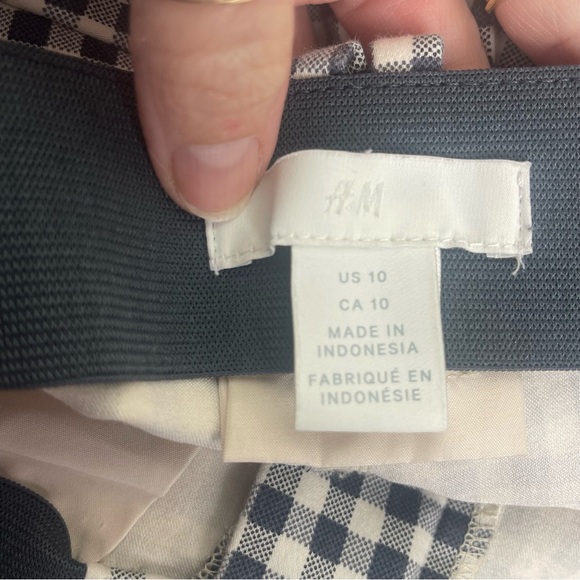 H&M
US 10
CA 10
MADE IN
INDONESIA
FABRIQUÉ EN
INDONÉSIE